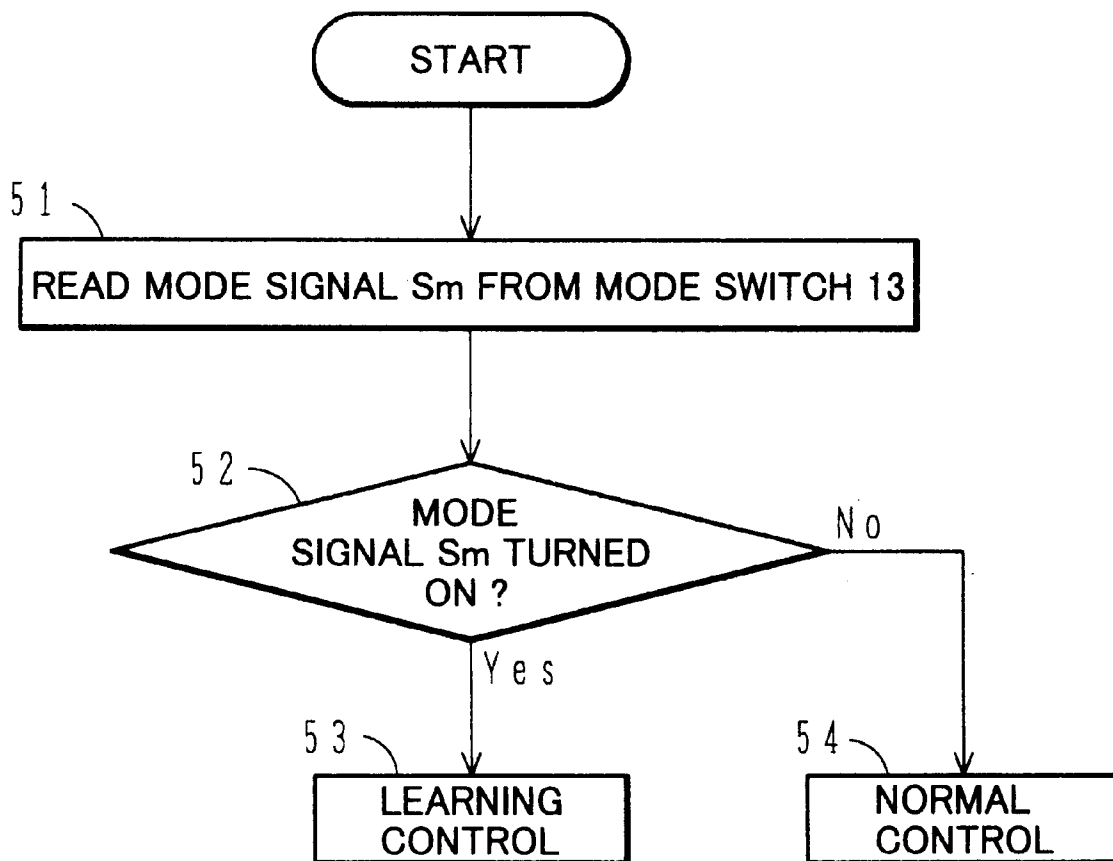 START
51
READ MODE SIGNAL Sm FROM MODE SWITCH 13
52
MODE
SIGNAL Sm TURNED
ON ?
No
Yes
53
LEARNING
CONTROL
54
NORMAL
CONTROL